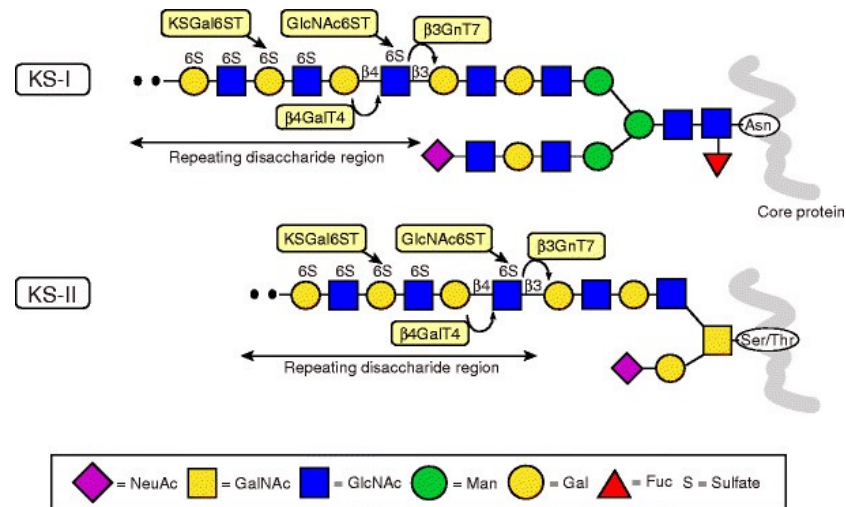 KSGal6ST GlcNAc6ST β3GnT7
6S 6S 6S 6S 6S
KS-I
β4 β3
Asn
β4GalT4
Repeating disaccharide region
Core protein
KSGal6ST GlcNAc6ST β3GnT7
6S 6S 6S 6S 6S
KS-II
β4 β3
Ser/Thr
β4GalT4
Repeating disaccharide region
= NeuAc = GalNAc = GlcNAc = Man = Gal = Fuc S = Sulfate